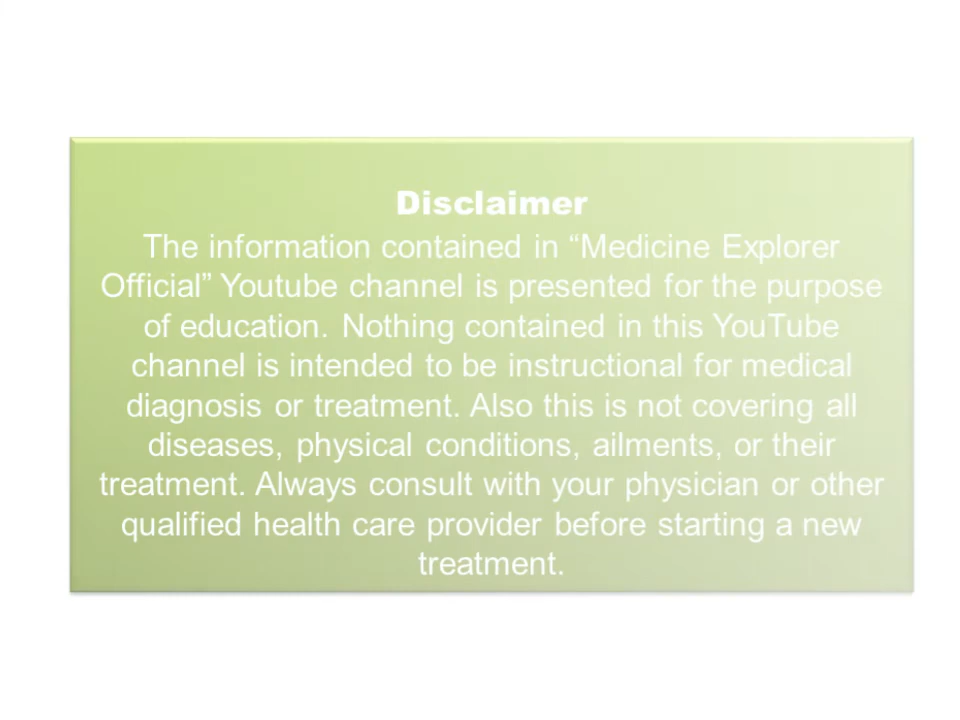 Disclaimer
The information contained in “Medicine Explorer
Official” Youtube channel is presented for the purpose
of education. Nothing contained in this YouTube
channel is intended to be instructional for medical
diagnosis or treatment. Also this is not covering all
diseases, physical conditions, ailments, or their
treatment. Always consult with your physician or other
qualified health care provider before starting a new
treatment.